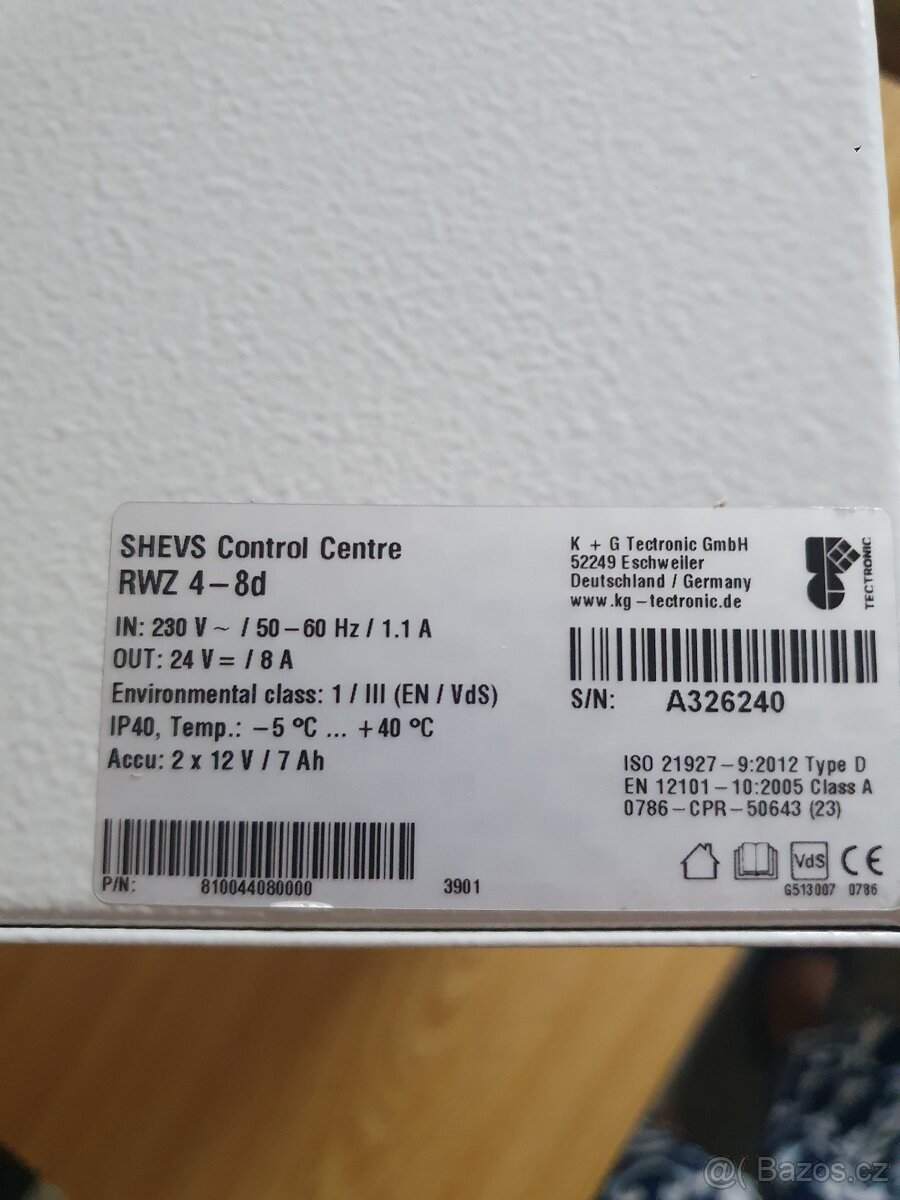 SHEVS Control Centre
RWZ 4-8d
IN: 230 V ~ / 50-60 Hz / 1.1 A
OUT: 24 V = / 8 A
Environmental class: 1 / III (EN / VdS)
IP40, Temp.: -5 °C ... +40 °C
Accu: 2 x 12 V / 7 Ah
P/N: 810044080000 3901
K + G Tectronic GmbH
52249 Eschweiler
Deutschland / Germany
www.kg-tectronic.de
TECTRONIC
S/N: A326240
ISO 21927-9:2012 Type D
EN 12101-10:2005 Class A
0786-CPR-50643 (23)
VdS CE
G513007 0786
@( Bazos.cz